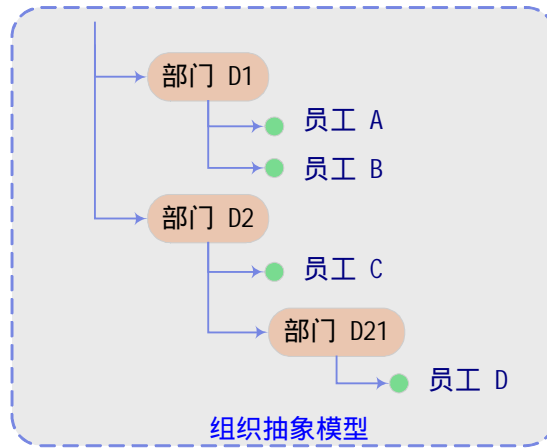 部门 D1
员工 A
员工 B
部门 D2
员工 C
部门 D21
员工 D
组织抽象模型